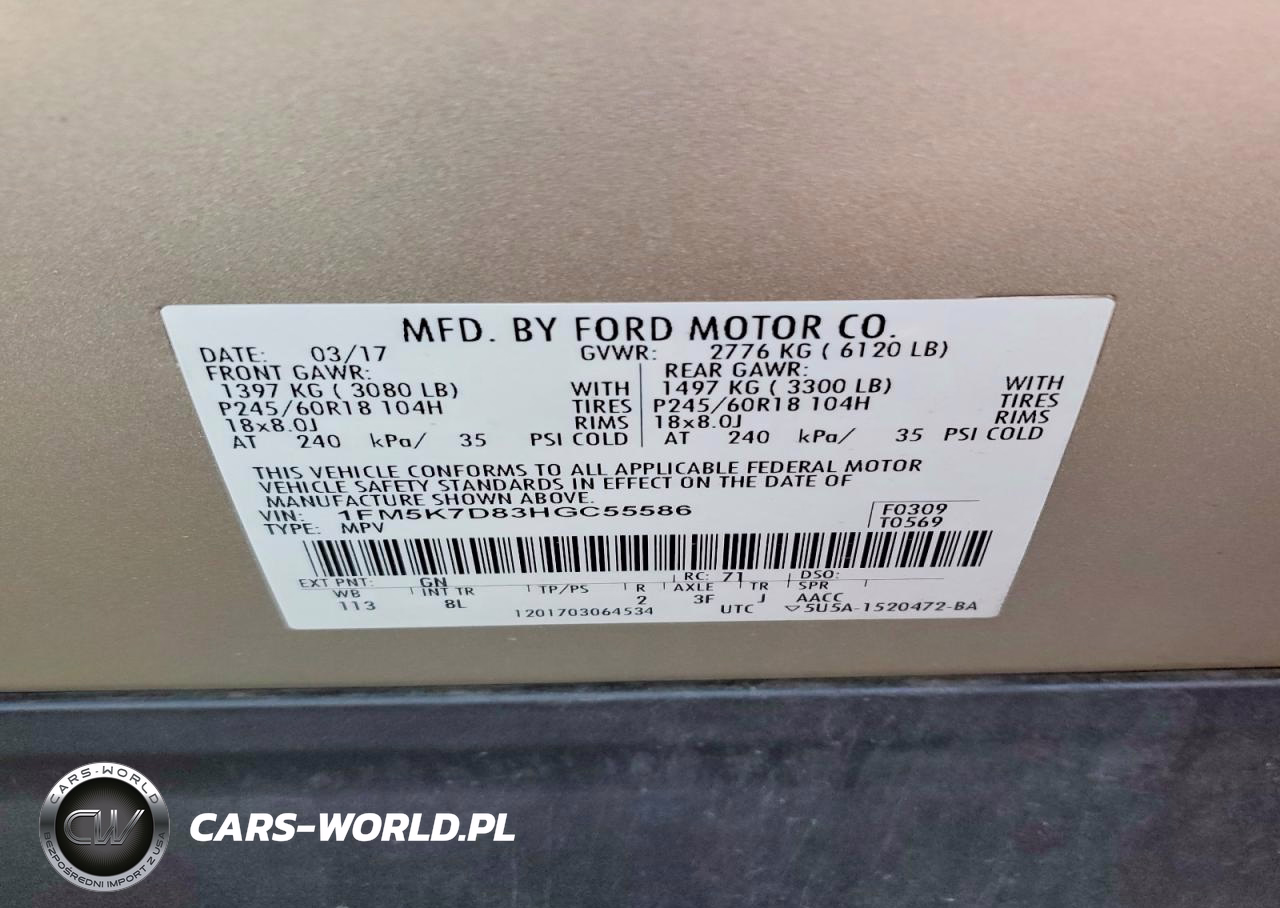 MFD. BY FORD MOTOR CO.
DATE: 03/17 GVWR: 2776 KG ( 6120 LB)
FRONT GAWR: REAR GAWR:
1397 KG ( 3080 LB) WITH 1497 KG ( 3300 LB) WITH
P245/60R18 104H TIRES P245/60R18 104H TIRES
18x8.0J RIMS 18x8.0J RIMS
AT 240 kPa/ 35 PSI COLD AT 240 kPa/ 35 PSI COLD
THIS VEHICLE CONFORMS TO ALL APPLICABLE FEDERAL MOTOR
VEHICLE SAFETY STANDARDS IN EFFECT ON THE DATE OF
MANUFACTURE SHOWN ABOVE.
VIN: 1FM5K7D83HGC55586 F0309
TYPE: MPV T0569
EXT PNT: GN RC: 71 DSO:
WB INT TR TP/PS R AXLE TR SPR
113 8L 2 3F J AACC
1201703064534 UTC ▽5U5A-1520472-BA
CARS-WORLD
CW
BEZPOŚREDNI IMPORT Z USA
CARS-WORLD.PL